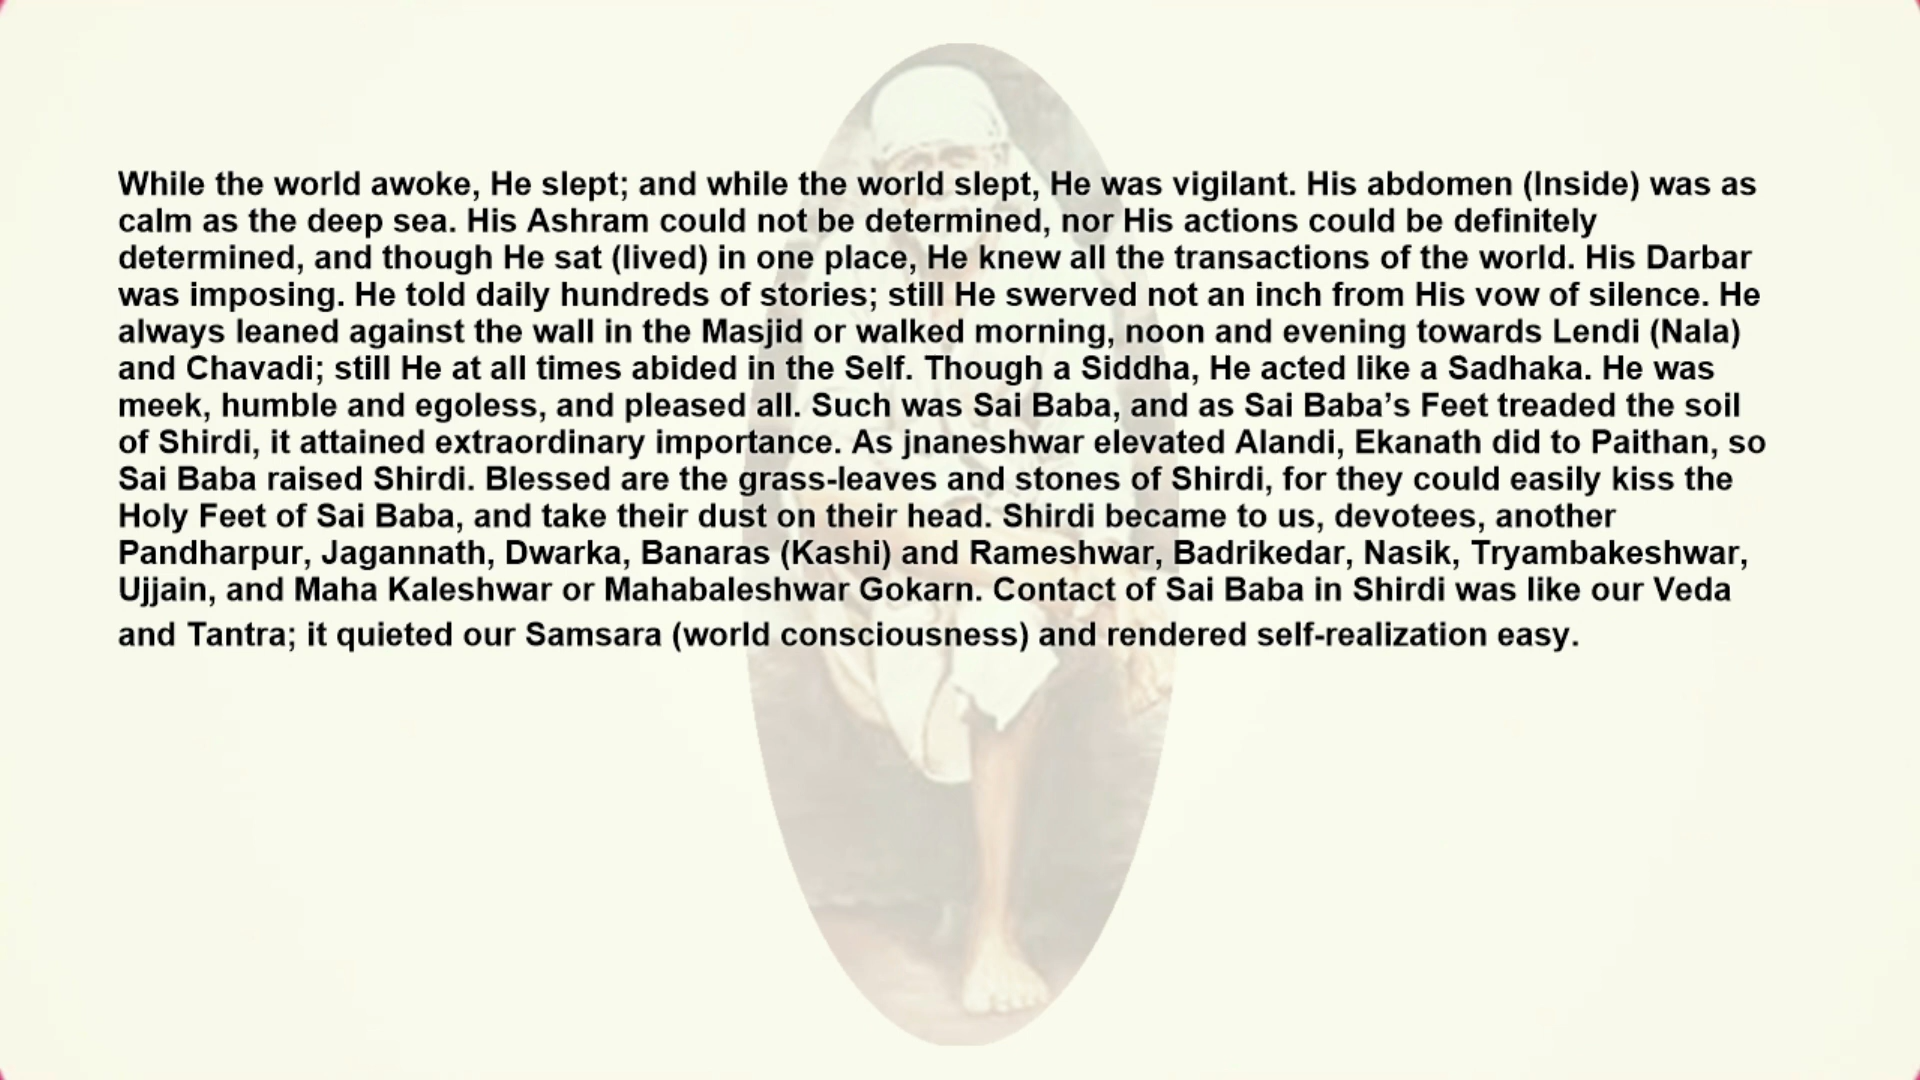 While the world awoke, He slept; and while the world slept, He was vigilant. His abdomen (Inside) was as
calm as the deep sea. His Ashram could not be determined, nor His actions could be definitely
determined, and though He sat (lived) in one place, He knew all the transactions of the world. His Darbar
was imposing. He told daily hundreds of stories; still He swerved not an inch from His vow of silence. He
always leaned against the wall in the Masjid or walked morning, noon and evening towards Lendi (Nala)
and Chavadi; still He at all times abided in the Self. Though a Siddha, He acted like a Sadhaka. He was
meek, humble and egoless, and pleased all. Such was Sai Baba, and as Sai Baba’s Feet treaded the soil
of Shirdi, it attained extraordinary importance. As jnaneshwar elevated Alandi, Ekanath did to Paithan, so
Sai Baba raised Shirdi. Blessed are the grass-leaves and stones of Shirdi, for they could easily kiss the
Holy Feet of Sai Baba, and take their dust on their head. Shirdi became to us, devotees, another
Pandharpur, Jagannath, Dwarka, Banaras (Kashi) and Rameshwar, Badrikedar, Nasik, Tryambakeshwar,
Ujjain, and Maha Kaleshwar or Mahabaleshwar Gokarn. Contact of Sai Baba in Shirdi was like our Veda
and Tantra; it quieted our Samsara (world consciousness) and rendered self-realization easy.